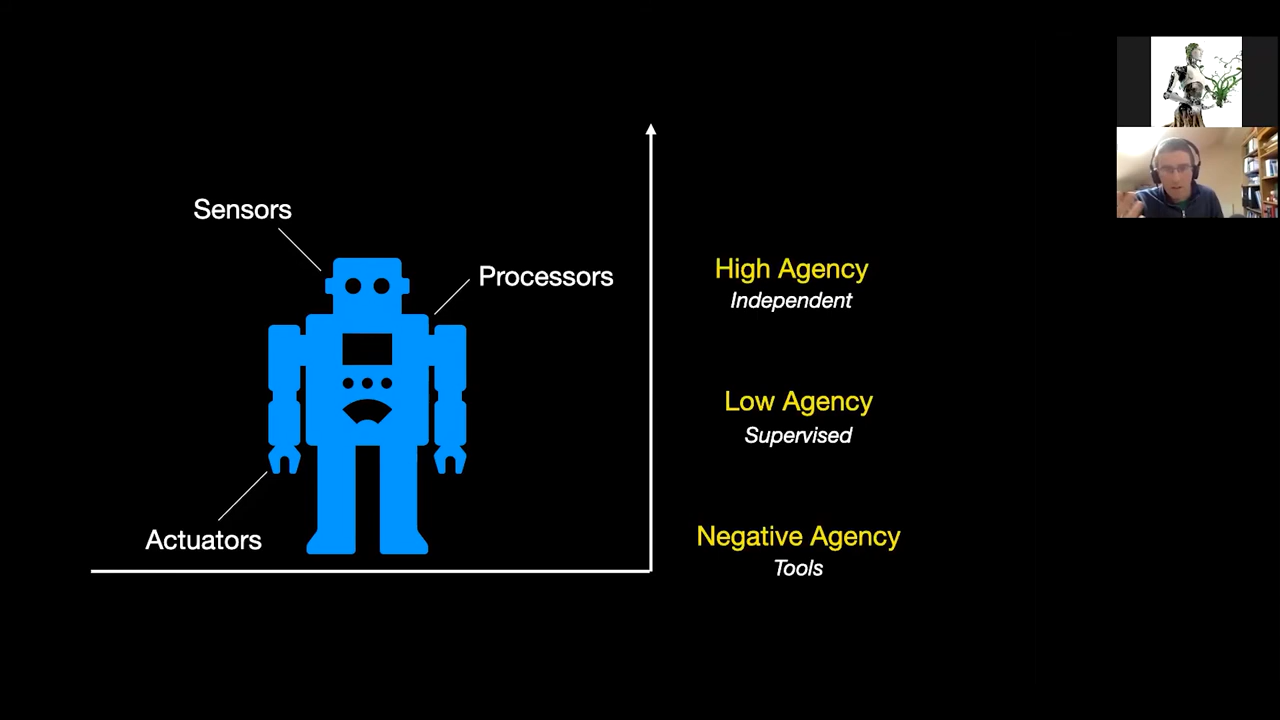 Sensors
Processors
Actuators
High Agency
Independent
Low Agency
Supervised
Negative Agency
Tools